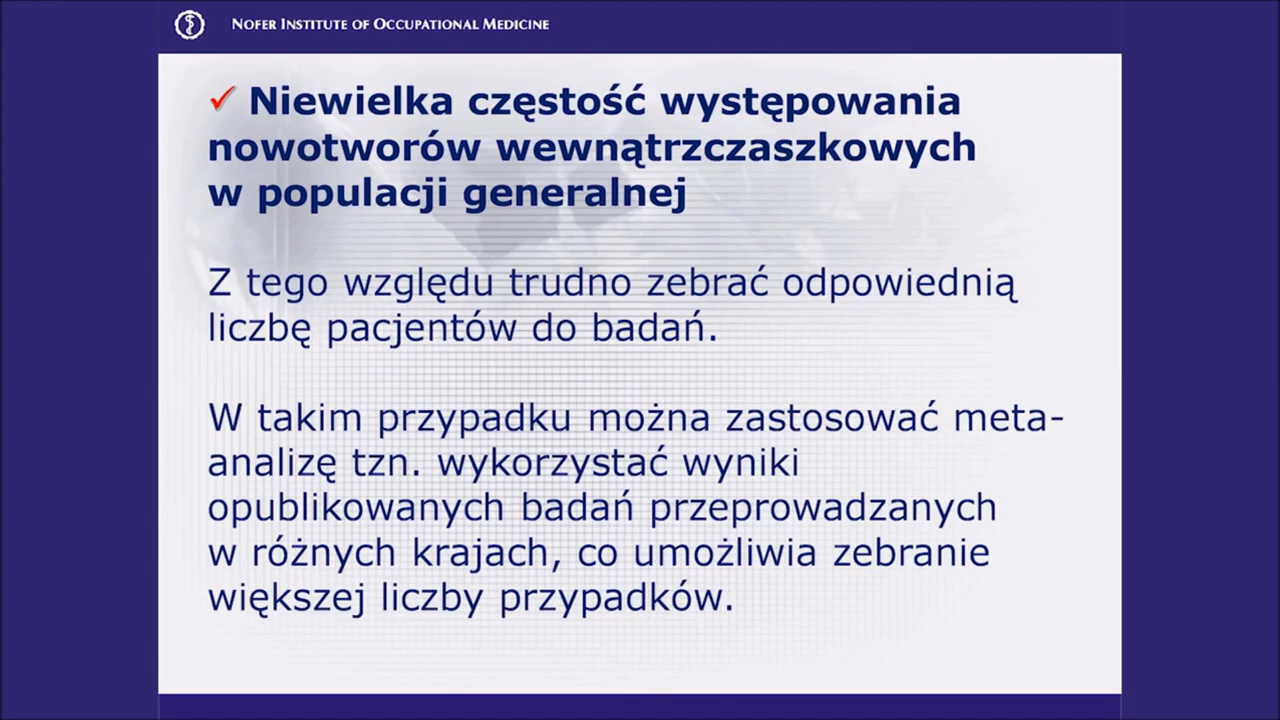 NOFER INSTITUTE OF OCCUPATIONAL MEDICINE
✓ Niewielka częstość występowania
nowotworów wewnątrzczaszkowych
w populacji generalnej
Z tego względu trudno zebrać odpowiednią
liczbę pacjentów do badań.
W takim przypadku można zastosować meta-
analizę tzn. wykorzystać wyniki
opublikowanych badań przeprowadzanych
w różnych krajach, co umożliwia zebranie
większej liczby przypadków.